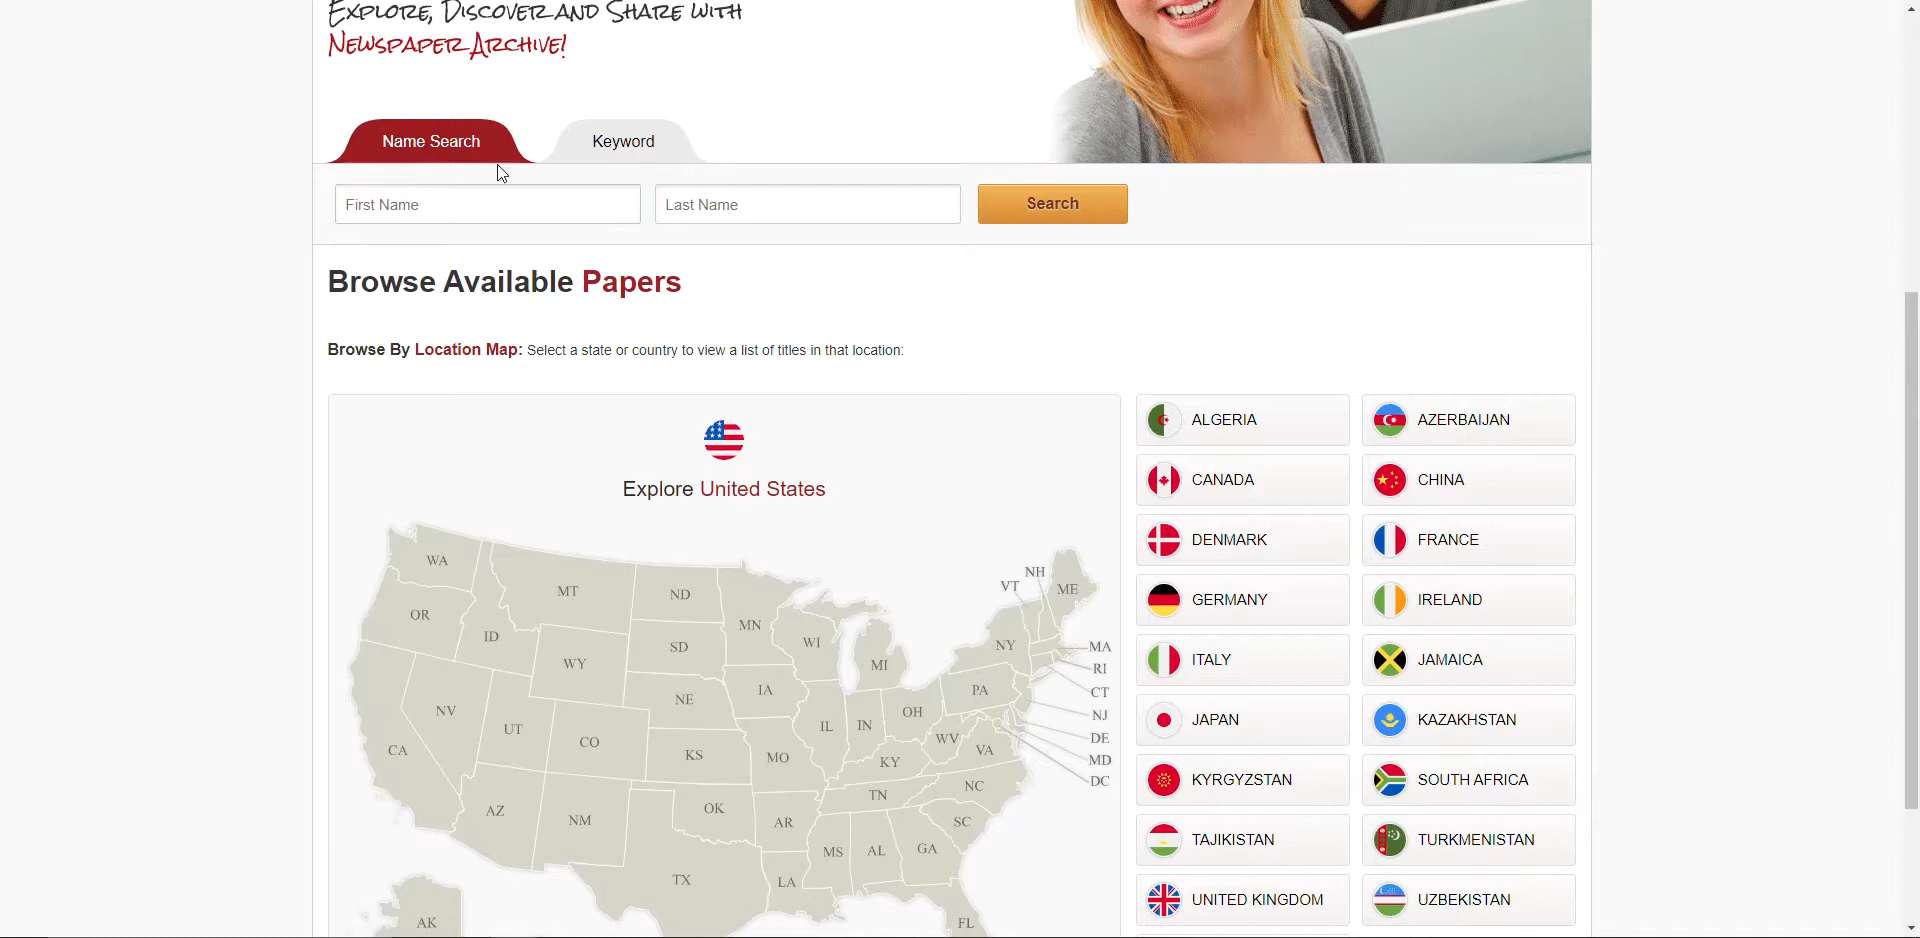 Explore, Discover and Share with
NewspaperArchive!
Name Search
Keyword
First Name
Last Name
Search
Browse Available Papers
Browse By Location Map: Select a state or country to view a list of titles in that location:
Explore United States
WA
MT
ND
OR
ID
MN
SD
WY
WI
MI
NY
VT
NH
ME
MA
RI
CT
NJ
DE
MD
DC
NE
IA
PA
NV
UT
CO
IL
IN
OH
WV
VA
CA
KS
MO
KY
NC
TN
AZ
NM
OK
AR
SC
MS
AL
GA
TX
LA
AK
FL
ALGERIA
AZERBAIJAN
CANADA
CHINA
DENMARK
FRANCE
GERMANY
IRELAND
ITALY
JAMAICA
JAPAN
KAZAKHSTAN
KYRGYZSTAN
SOUTH AFRICA
TAJIKISTAN
TURKMENISTAN
UNITED KINGDOM
UZBEKISTAN